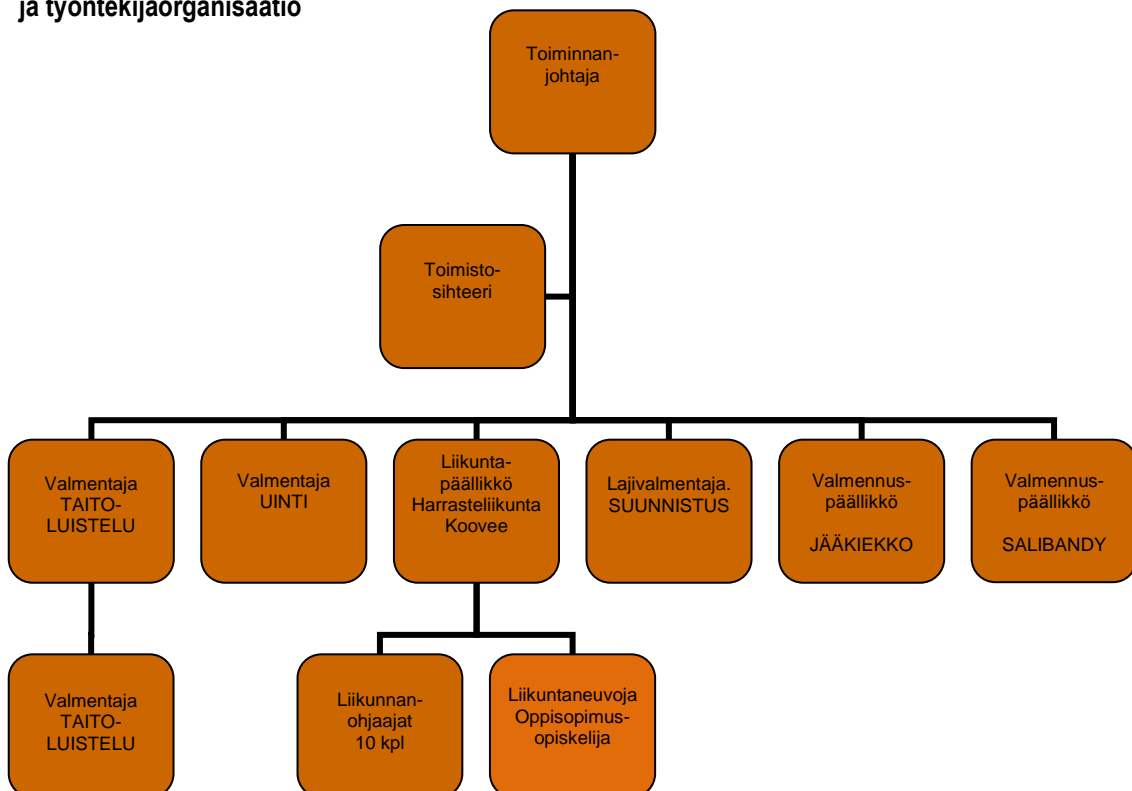 ja työntekijäorganisaatio
Toiminnan-
johtaja
Toimisto-
sihteeri
Valmentaja
TAITO-
LUISTELU
Valmentaja
UINTI
Liikunta-
päällikkö
Harrasteliikunta
Koovee
Lajivalmentaja.
SUUNNISTUS
Valmennus-
päällikkö
JÄÄKIEKKO
Valmennus-
päällikkö
SALIBANDY
Valmentaja
TAITO-
LUISTELU
Liikunnan-
ohjaajat
10 kpl
Liikuntaneuvoja
Oppisopimus-
opiskelija